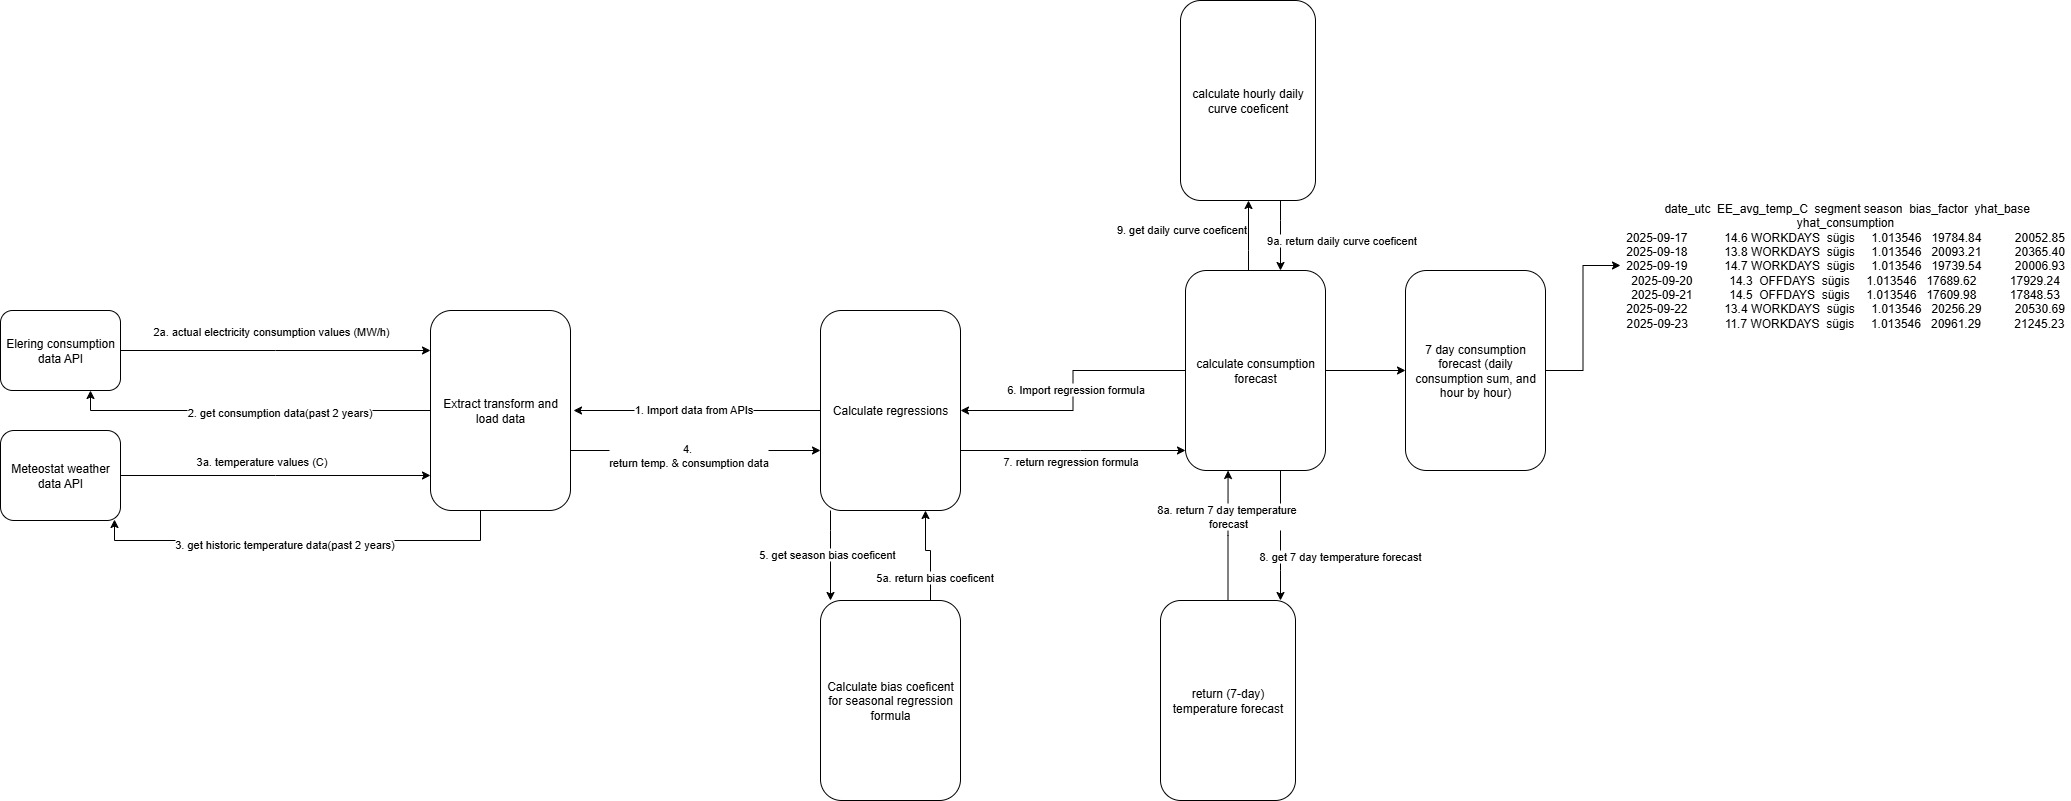 calculate hourly daily
curve coeficent
9. get daily curve coeficent
9a. return daily curve coeficent
date_utc EE_avg_temp_C segment season bias_factor yhat_base
yhat_consumption
2025-09-17 14.6 WORKDAYS sügis 1.013546 19784.84 20052.85
2025-09-18 13.8 WORKDAYS sügis 1.013546 20093.21 20365.40
2025-09-19 14.7 WORKDAYS sügis 1.013546 19739.54 20006.93
2025-09-20 14.3 OFFDAYS sügis 1.013546 17689.62 17929.24
2025-09-21 14.5 OFFDAYS sügis 1.013546 17609.98 17848.53
2025-09-22 13.4 WORKDAYS sügis 1.013546 20256.29 20530.69
2025-09-23 11.7 WORKDAYS sügis 1.013546 20961.29 21245.23
Elering consumption
data API
2a. actual electricity consumption values (MW/h)
2. get consumption data(past 2 years)
Meteostat weather
data API
3a. temperature values (C)
3. get historic temperature data(past 2 years)
Extract transform and
load data
1. Import data from APIs
4.
return temp. & consumption data
Calculate regressions
6. Import regression formula
7. return regression formula
calculate consumption
forecast
7 day consumption
forecast (daily
consumption sum, and
hour by hour)
5. get season bias coeficent
5a. return bias coeficent
8a. return 7 day temperature
forecast
8. get 7 day temperature forecast
Calculate bias coeficent
for seasonal regression
formula
return (7-day)
temperature forecast